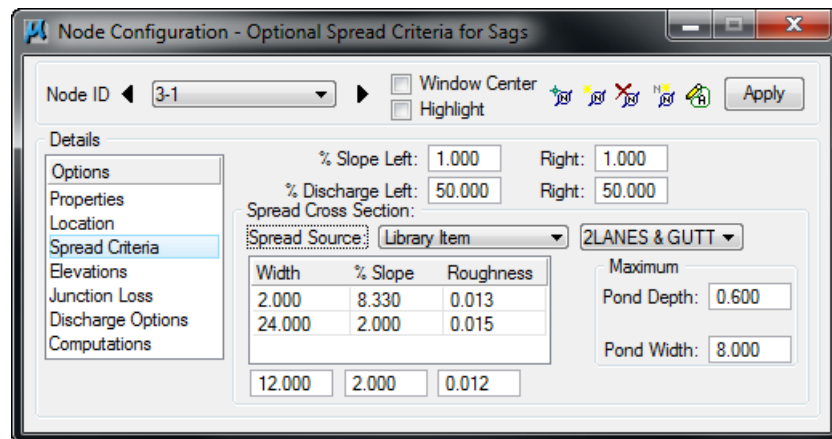 Node Configuration - Optional Spread Criteria for Sags
Node ID 3-1 Window Center Apply
Highlight
Details
Options
Properties
Location
Spread Criteria
Elevations
Junction Loss
Discharge Options
Computations
% Slope Left: 1.000 Right: 1.000
% Discharge Left: 50.000 Right: 50.000
Spread Cross Section:
Spread Source: Library Item 2LANES & GUTT
Width % Slope Roughness
2.000 8.330 0.013
24.000 2.000 0.015
12.000 2.000 0.012
Maximum
Pond Depth: 0.600
Pond Width: 8.000